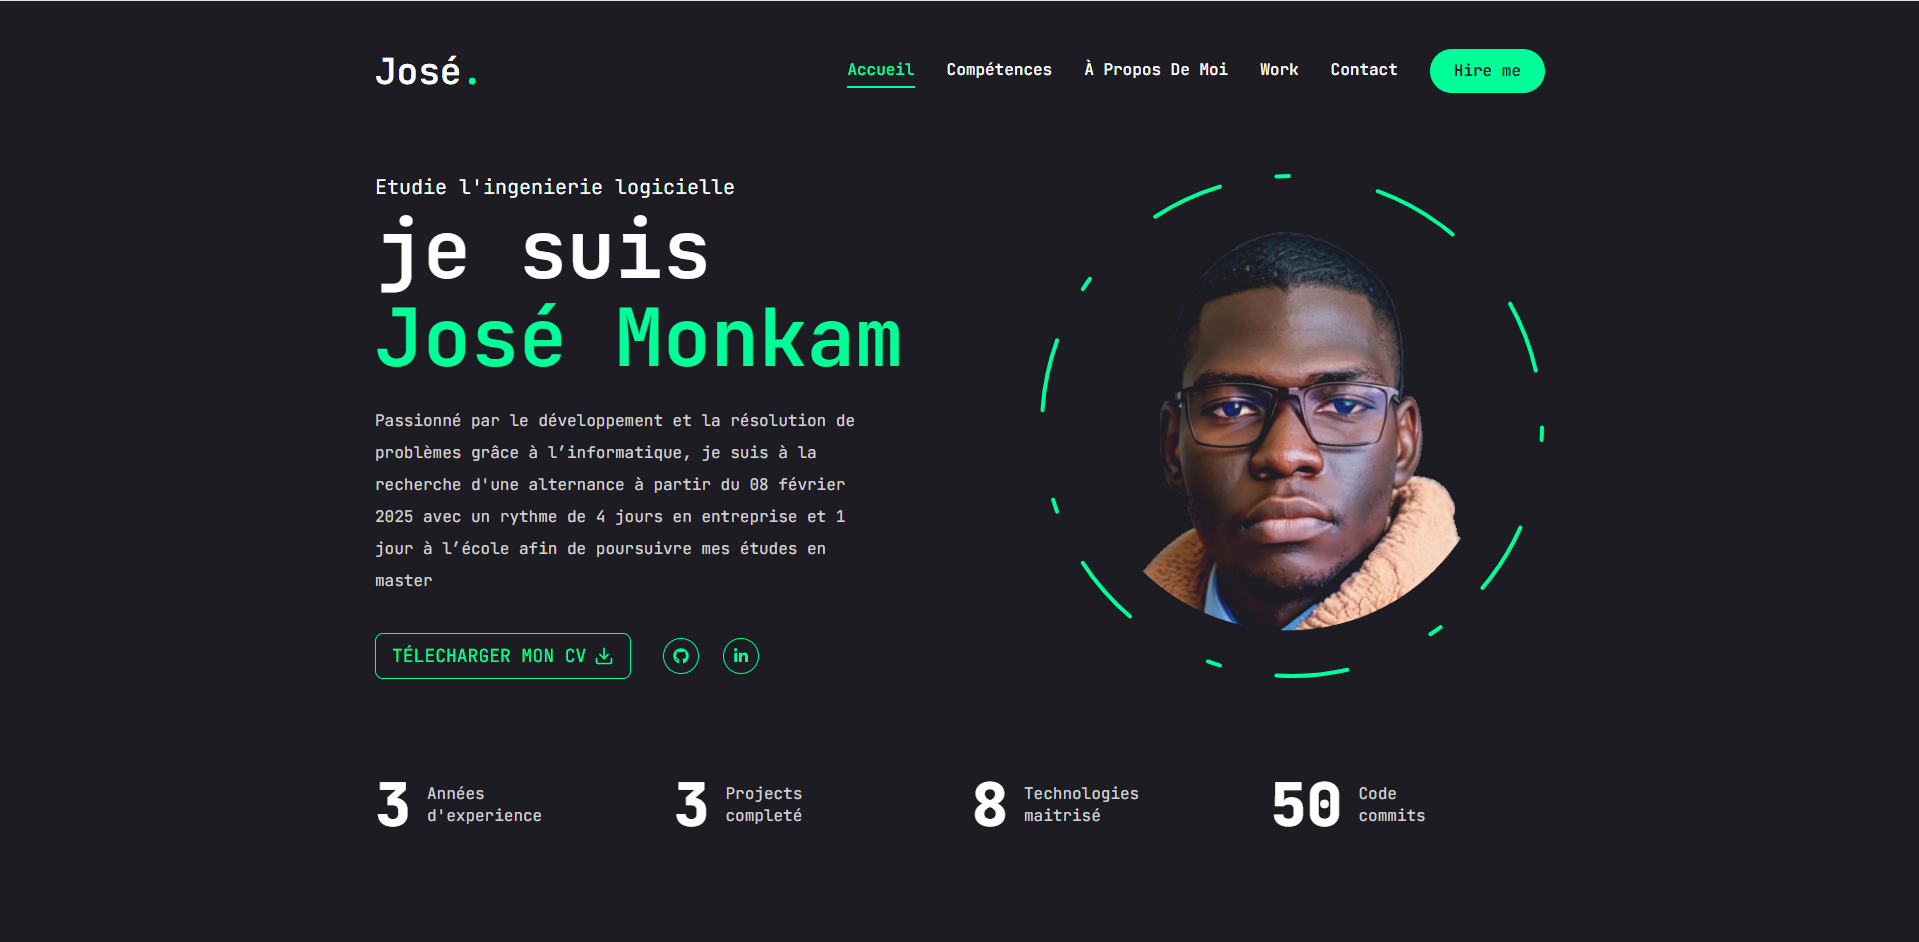 José.
Accueil
Compétences
À Propos De Moi
Work
Contact
Hire me
Etudie l'ingenierie logicielle
je suis
José Monkam
Passionné par le développement et la résolution de
problèmes grâce à l’informatique, je suis à la
recherche d'une alternance à partir du 08 février
2025 avec un rythme de 4 jours en entreprise et 1
jour à l’école afin de poursuivre mes études en
master
TÉLECHARGER MON CV
in
3
Années
d'experience
3
Projects
completé
8
Technologies
maitrisé
50
Code
commits